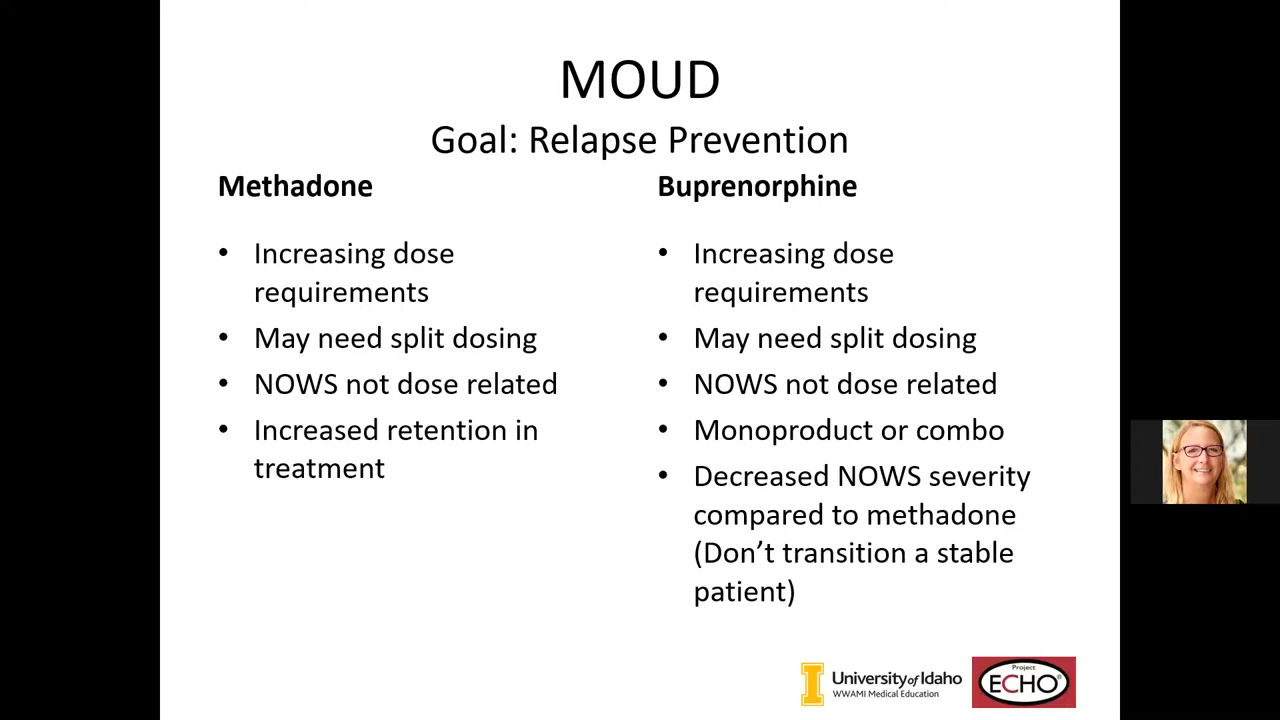 MOUD
Goal: Relapse Prevention
Methadone
• Increasing dose
requirements
• May need split dosing
• NOWS not dose related
• Increased retention in
treatment
Buprenorphine
• Increasing dose
requirements
• May need split dosing
• NOWS not dose related
• Monoproduct or combo
• Decreased NOWS severity
compared to methadone
(Don’t transition a stable
patient)
I
University of Idaho
WWAMI Medical Education
Project
ECHO®